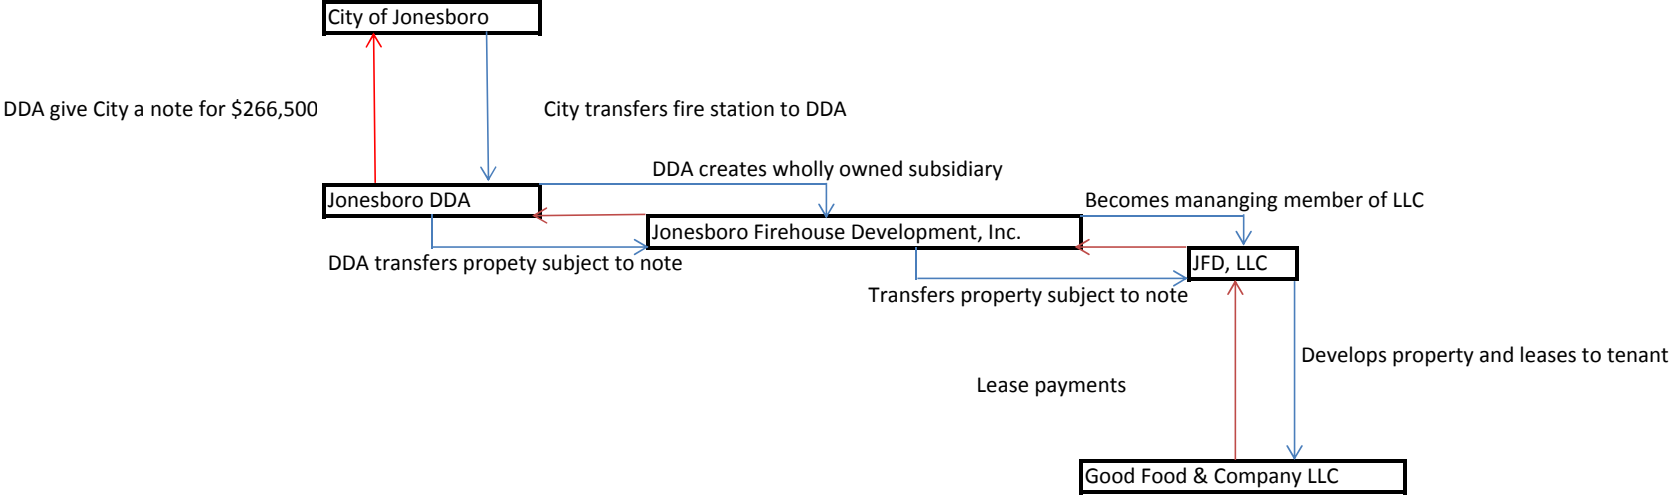 City of Jonesboro
DDA give City a note for $266,500
City transfers fire station to DDA
DDA creates wholly owned subsidiary
Jonesboro DDA
Becomes mananging member of LLC
Jonesboro Firehouse Development, Inc.
DDA transfers propety subject to note
JFD, LLC
Transfers property subject to note
Develops property and leases to tenant
Lease payments
Good Food & Company LLC